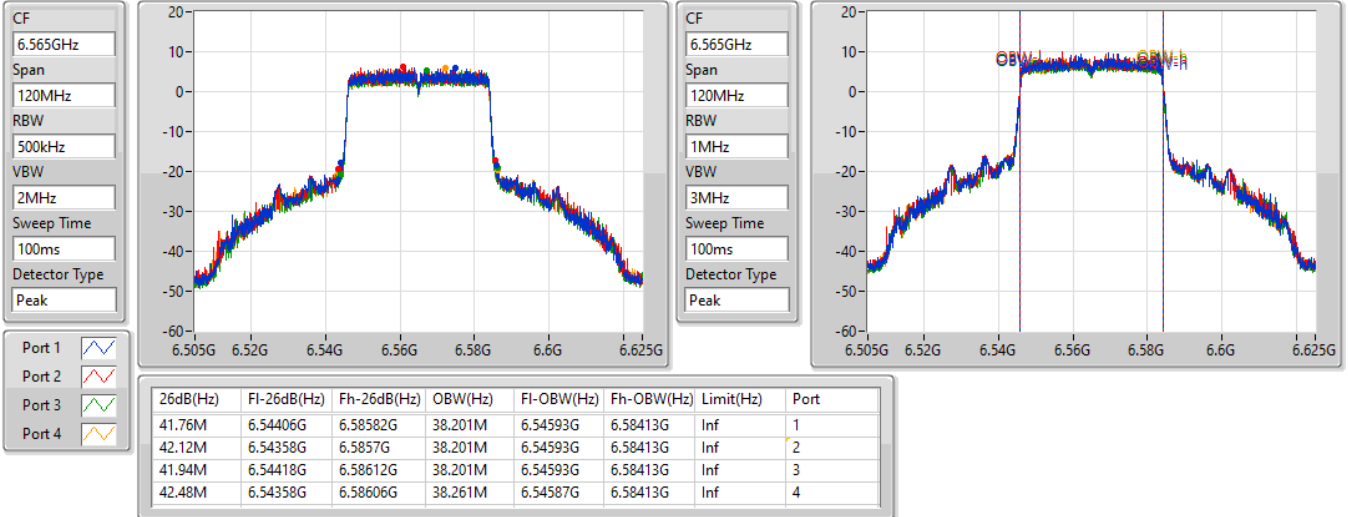 CF
6.565GHz
Span
120MHz
RBW
500kHz
VBW
2MHz
Sweep Time
100ms
Detector Type
Peak
20
10
0
-10
-20
-30
-40
-50
-60
6.505G 6.52G 6.54G 6.56G 6.58G 6.6G 6.625G
CF
6.565GHz
Span
120MHz
RBW
1MHz
VBW
3MHz
Sweep Time
100ms
Detector Type
Peak
20
10
0
-10
-20
-30
-40
-50
-60
OBW-l OBW-h
6.505G 6.52G 6.54G 6.56G 6.58G 6.6G 6.625G
Port 1
Port 2
Port 3
Port 4
26dB(Hz) Fl-26dB(Hz) Fh-26dB(Hz) OBW(Hz) Fl-OBW(Hz) Fh-OBW(Hz) Limit(Hz) Port
41.76M 6.54406G 6.58582G 38.201M 6.54593G 6.58413G Inf 1
42.12M 6.54358G 6.5857G 38.201M 6.54593G 6.58413G Inf 2
41.94M 6.54418G 6.58612G 38.201M 6.54593G 6.58413G Inf 3
42.48M 6.54358G 6.58606G 38.261M 6.54587G 6.58413G Inf 4